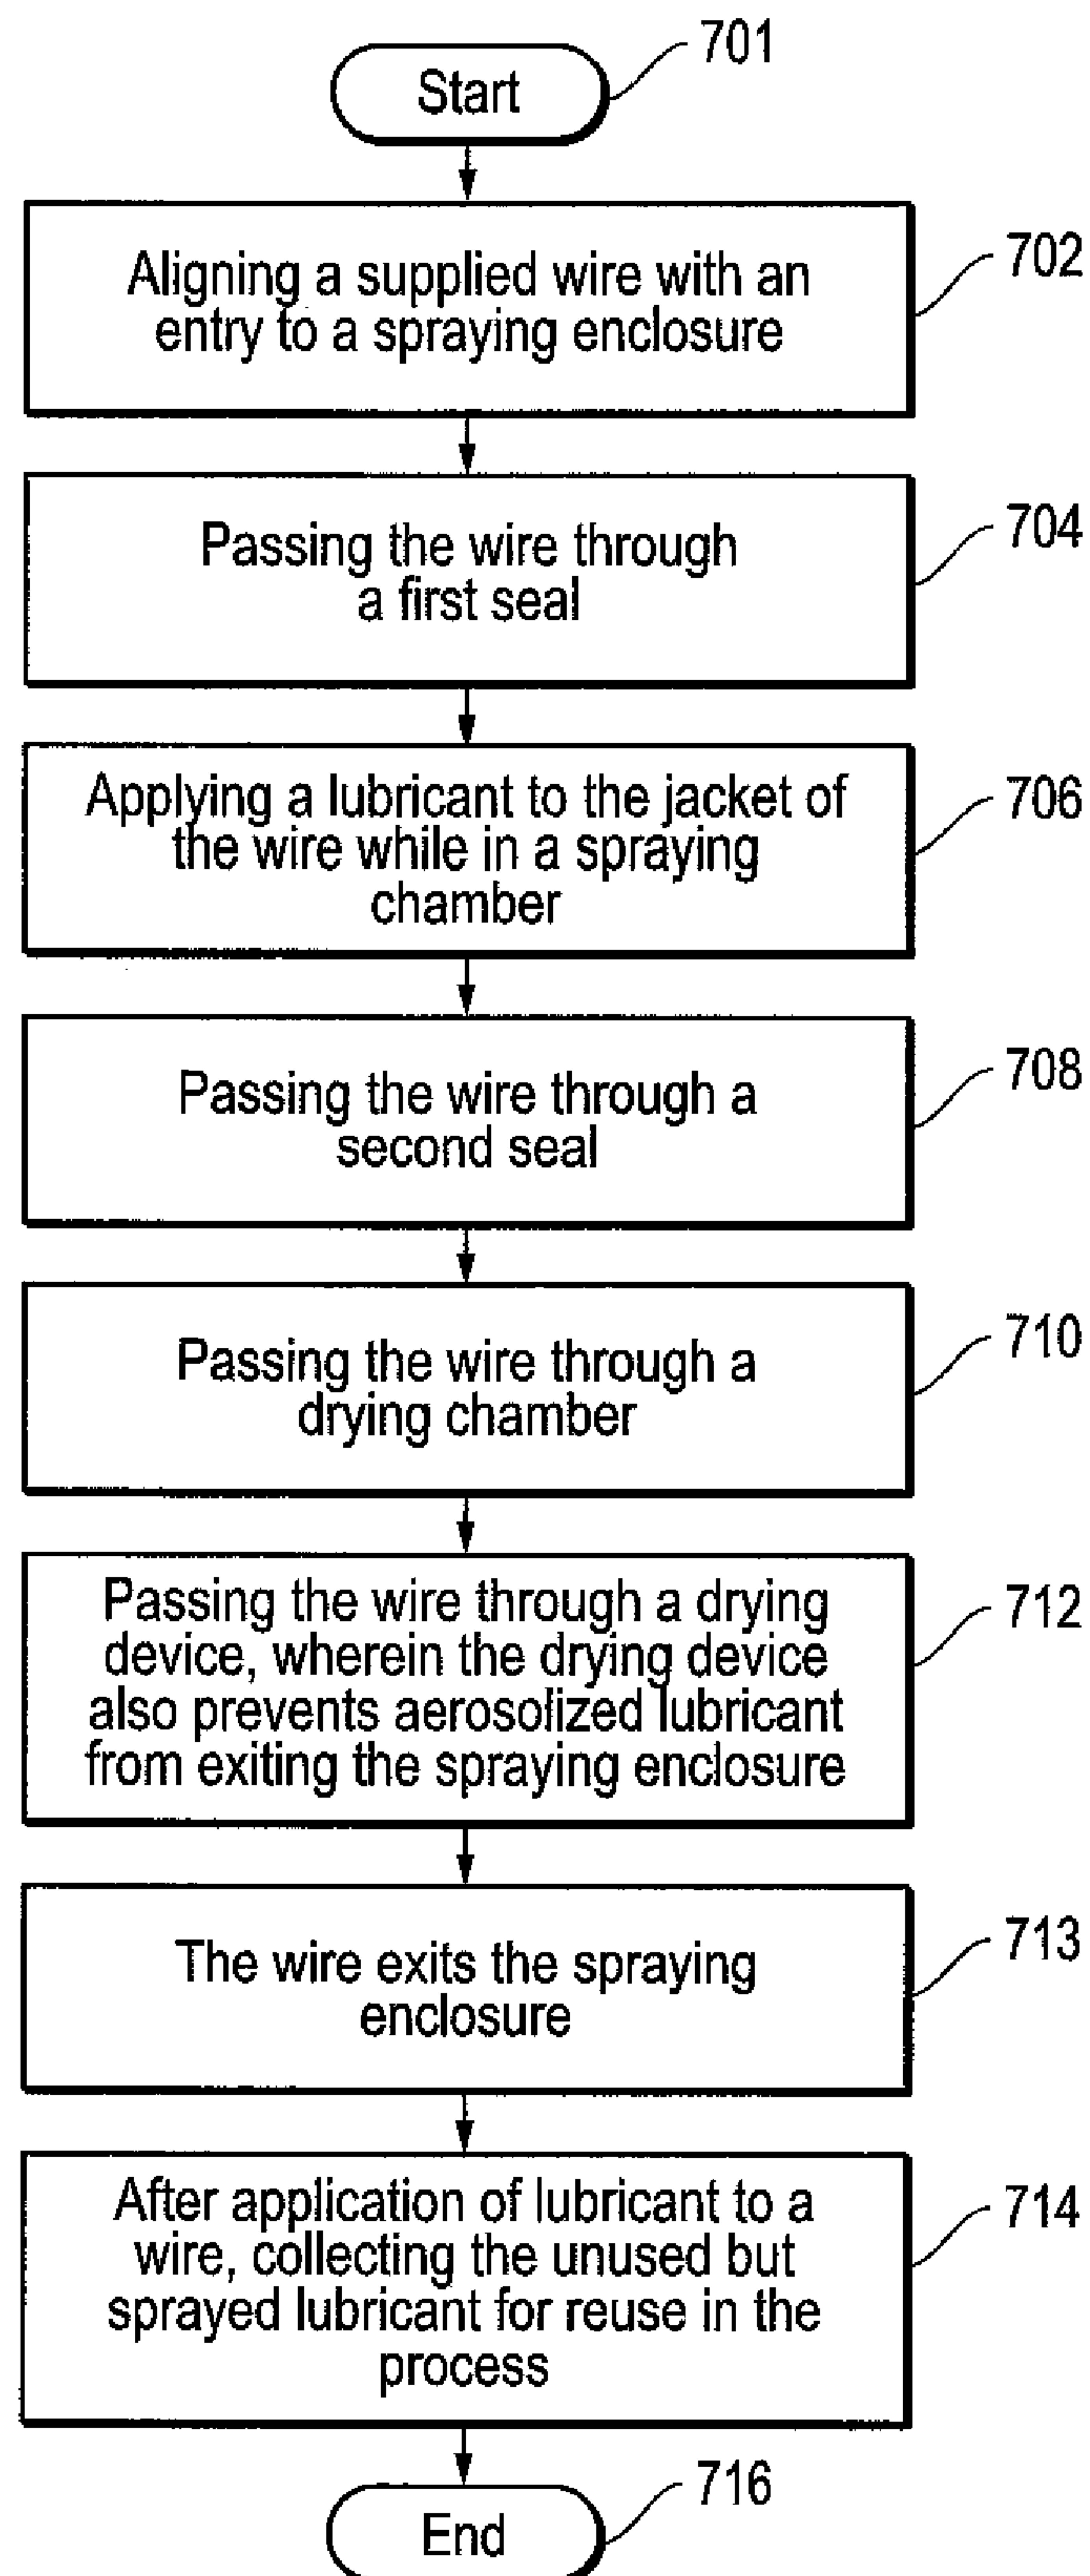 701
Start
702
Aligning a supplied wire with an
entry to a spraying enclosure
704
Passing the wire through
a first seal
706
Applying a lubricant to the jacket of
the wire while in a spraying
chamber
708
Passing the wire through a
second seal
710
Passing the wire through a
drying chamber
712
Passing the wire through a drying
device, wherein the drying device
also prevents aerosolized lubricant
from exiting the spraying enclosure
713
The wire exits the spraying
enclosure
714
After application of lubricant to a
wire, collecting the unused but
sprayed lubricant for reuse in the
process
716
End